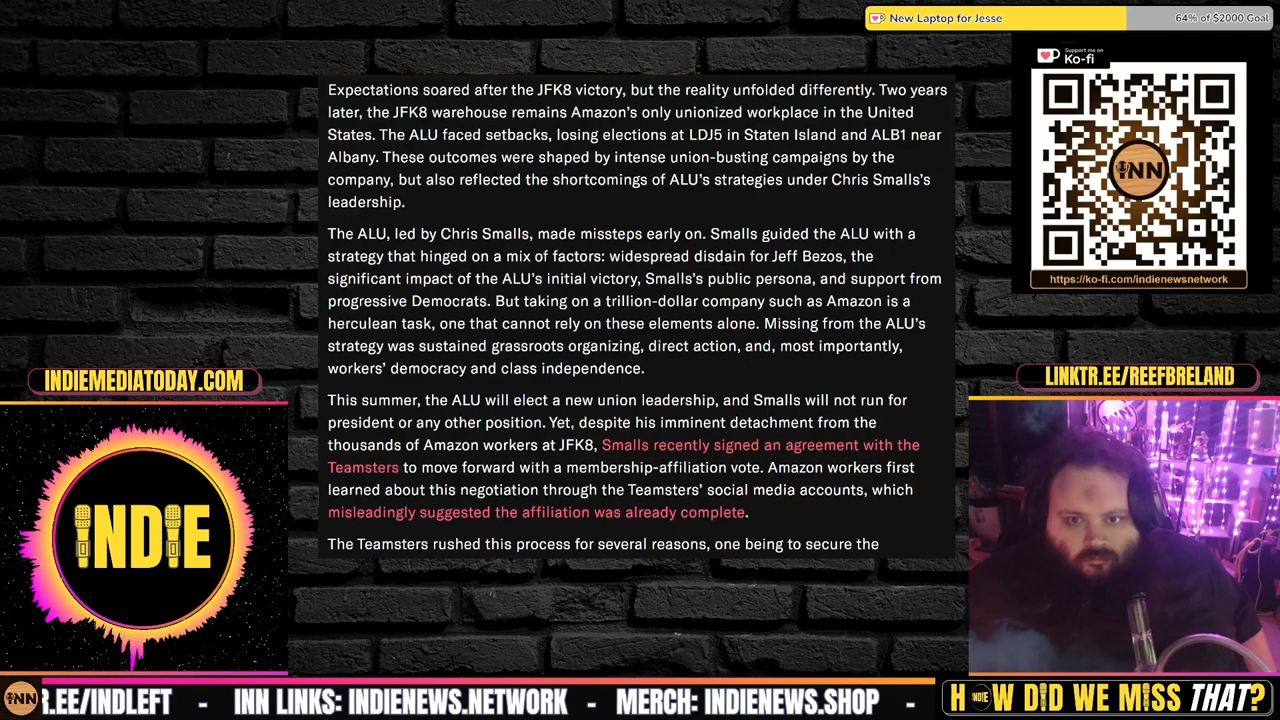 New Laptop for Jesse
64% of $2000 Goal
Support me on
Ko-fi
INN
https://ko-fi.com/indienewsnetwork
Expectations soared after the JFK8 victory, but the reality unfolded differently. Two years
later, the JFK8 warehouse remains Amazon's only unionized workplace in the United
States. The ALU faced setbacks, losing elections at LDJ5 in Staten Island and ALB1 near
Albany. These outcomes were shaped by intense union-busting campaigns by the
company, but also reflected the shortcomings of ALU's strategies under Chris Smalls's
leadership.
The ALU, led by Chris Smalls, made missteps early on. Smalls guided the ALU with a
strategy that hinged on a mix of factors: widespread disdain for Jeff Bezos, the
significant impact of the ALU's initial victory, Smalls's public persona, and support from
progressive Democrats. But taking on a trillion-dollar company such as Amazon is a
herculean task, one that cannot rely on these elements alone. Missing from the ALU's
strategy was sustained grassroots organizing, direct action, and, most importantly,
workers' democracy and class independence.
This summer, the ALU will elect a new union leadership, and Smalls will not run for
president or any other position. Yet, despite his imminent detachment from the
thousands of Amazon workers at JFK8, Smalls recently signed an agreement with the
Teamsters to move forward with a membership-affiliation vote. Amazon workers first
learned about this negotiation through the Teamsters' social media accounts, which
misleadingly suggested the affiliation was already complete.
The Teamsters rushed this process for several reasons, one being to secure the
INDIEMEDIATODAY.COM
LINKTR.EE/REEFBRELAND
INDIE
INN
R.EE/INDLEFT - INN LINKS: INDIENEWS.NETWORK - MERCH: INDIENEWS.SHOP -
HOW DID WE MISS THAT?